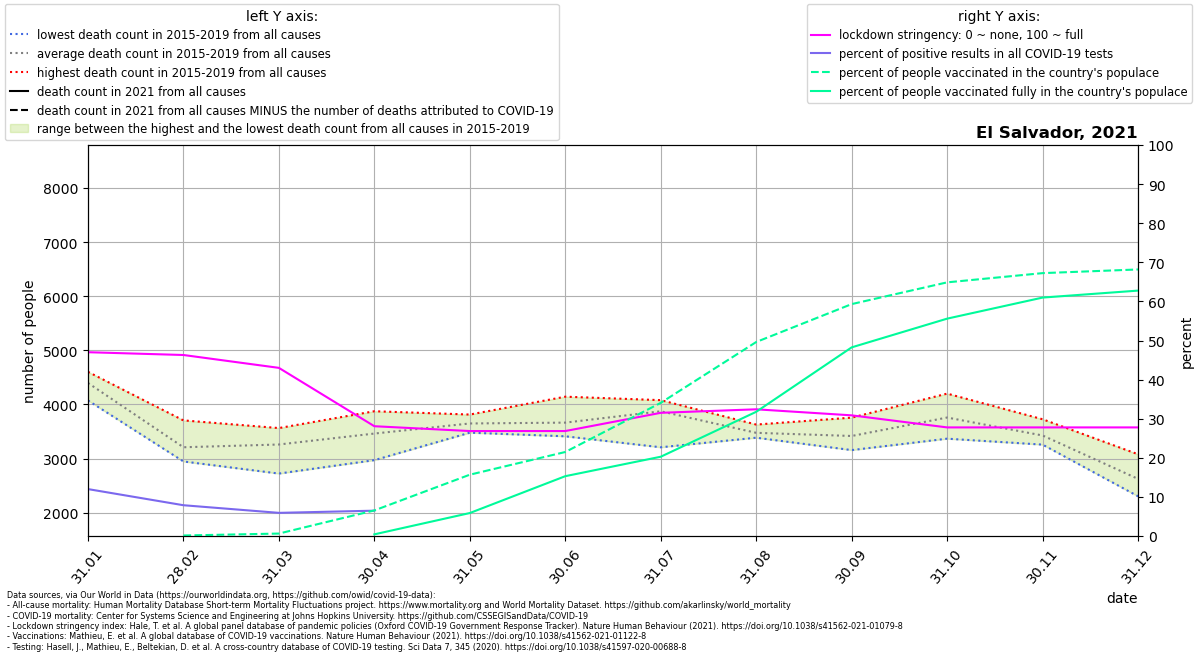 left Y axis:
lowest death count in 2015-2019 from all causes
average death count in 2015-2019 from all causes
highest death count in 2015-2019 from all causes
death count in 2021 from all causes
death count in 2021 from all causes MINUS the number of deaths attributed to COVID-19
range between the highest and the lowest death count from all causes in 2015-2019
right Y axis:
lockdown stringency: 0 ~ none, 100 ~ full
percent of positive results in all COVID-19 tests
percent of people vaccinated in the country's populace
percent of people vaccinated fully in the country's populace
El Salvador, 2021
number of people
8000
7000
6000
5000
4000
3000
2000
100
90
80
70
60
50
40
30
20
10
0
percent
31.01
28.02
31.03
30.04
31.05
30.06
31.07
31.08
30.09
31.10
30.11
31.12
date
Data sources, via Our World in Data (https://ourworldindata.org, https://github.com/owid/covid-19-data):
- All-cause mortality: Human Mortality Database Short-term Mortality Fluctuations project. https://www.mortality.org and World Mortality Dataset. https://github.com/akarlinsky/world_mortality
- COVID-19 mortality: Center for Systems Science and Engineering at Johns Hopkins University. https://github.com/CSSEGISandData/COVID-19
- Lockdown stringency index: Hale, T. et al. A global panel database of pandemic policies (Oxford COVID-19 Government Response Tracker). Nature Human Behaviour (2021). https://doi.org/10.1038/s41562-021-01079-8
- Vaccinations: Mathieu, E. et al. A global database of COVID-19 vaccinations. Nature Human Behaviour (2021). https://doi.org/10.1038/s41562-021-01122-8
- Testing: Hasell, J., Mathieu, E., Beltekian, D. et al. A cross-country database of COVID-19 testing. Sci Data 7, 345 (2020). https://doi.org/10.1038/s41597-020-00688-8